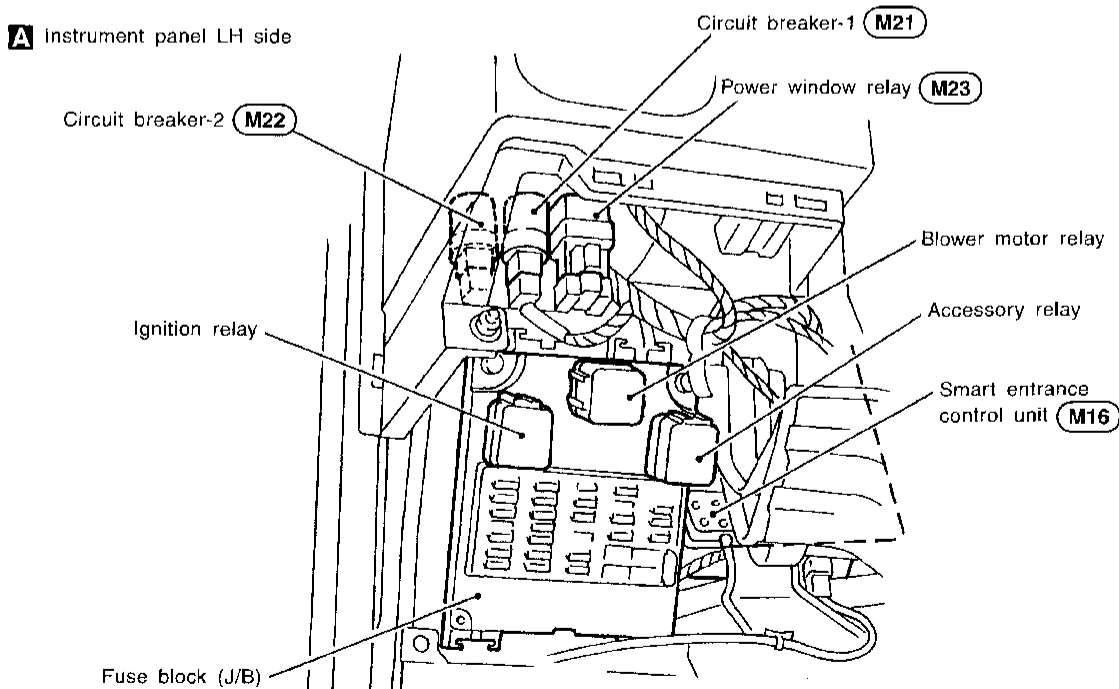 A Instrument panel LH side
Circuit breaker-1 M21
Power window relay M23
Circuit breaker-2 M22
Blower motor relay
Accessory relay
Ignition relay
Smart entrance
control unit M16
Fuse block (J/B)